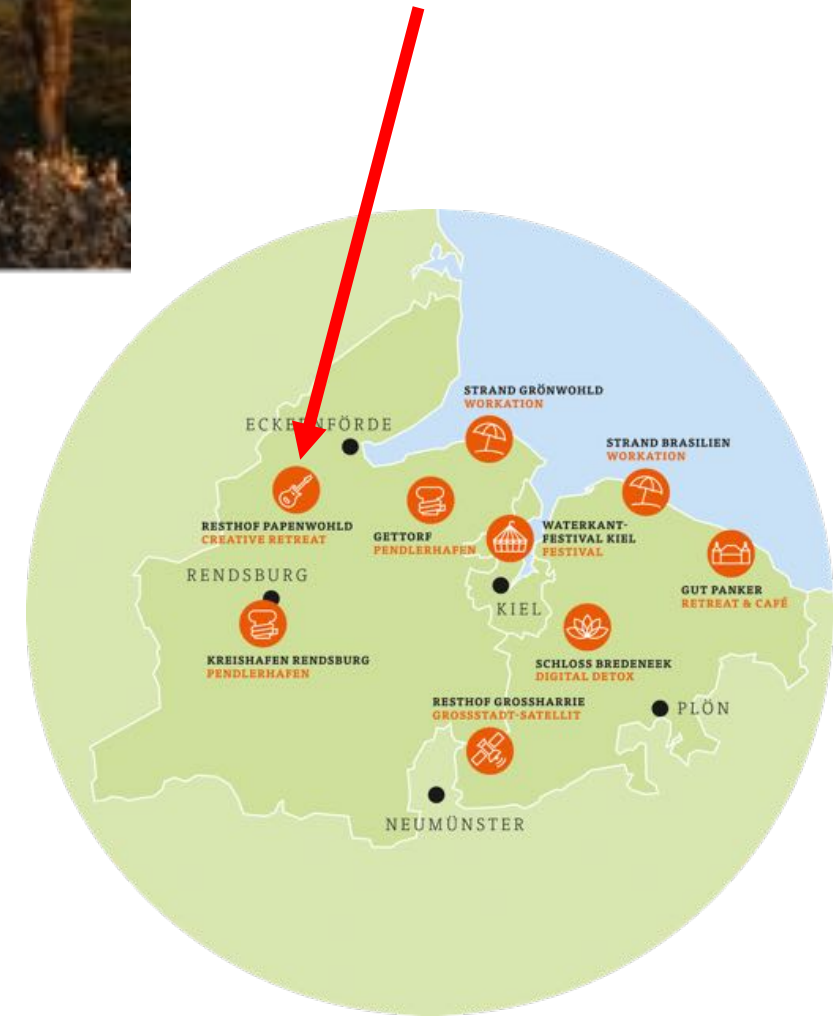 STRAND GRÖNWOHLD
WORKATION
ECKERNFÖRDE
STRAND BRASILIEN
WORKATION
RESTHOF PAPENWOHLD
CREATIVE RETREAT
GETTORF
PENDLERHAFEN
WATERKANT-
FESTIVAL KIEL
FESTIVAL
RENDSBURG
KIEL
GUT PANKER
RETREAT & CAFÉ
KREISHAFEN RENDSBURG
PENDLERHAFEN
SCHLOSS BREDENEEK
DIGITAL DETOX
RESTHOF GROSSHARRIE
GROSSSTADT-SATELLIT
PLÖN
NEUMÜNSTER